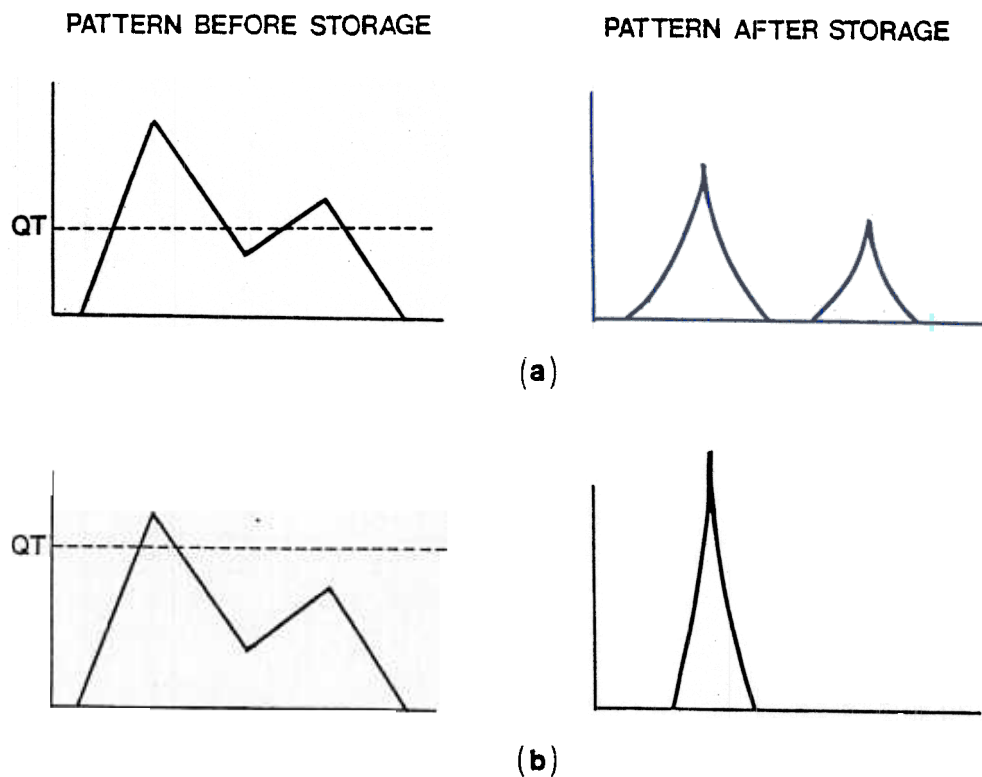 PATTERN BEFORE STORAGE
PATTERN AFTER STORAGE
QT
(a)
QT
(b)